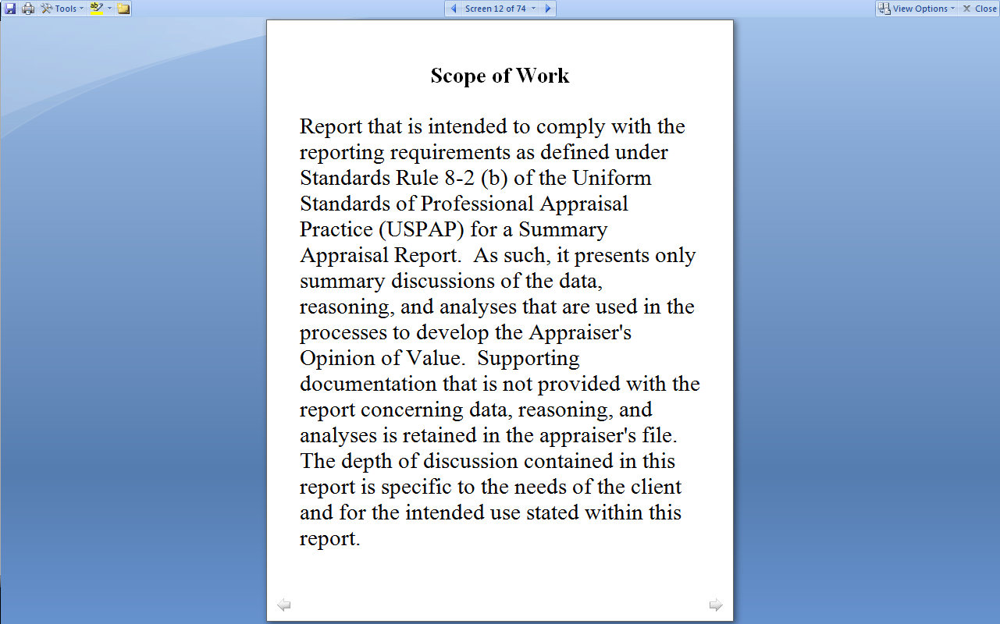 Tools
ab
Screen 12 of 74
View Options
Close
Scope of Work
Report that is intended to comply with the
reporting requirements as defined under
Standards Rule 8-2 (b) of the Uniform
Standards of Professional Appraisal
Practice (USPAP) for a Summary
Appraisal Report.  As such, it presents only
summary discussions of the data,
reasoning, and analyses that are used in the
processes to develop the Appraiser's
Opinion of Value.  Supporting
documentation that is not provided with the
report concerning data, reasoning, and
analyses is retained in the appraiser's file.
The depth of discussion contained in this
report is specific to the needs of the client
and for the intended use stated within this
report.